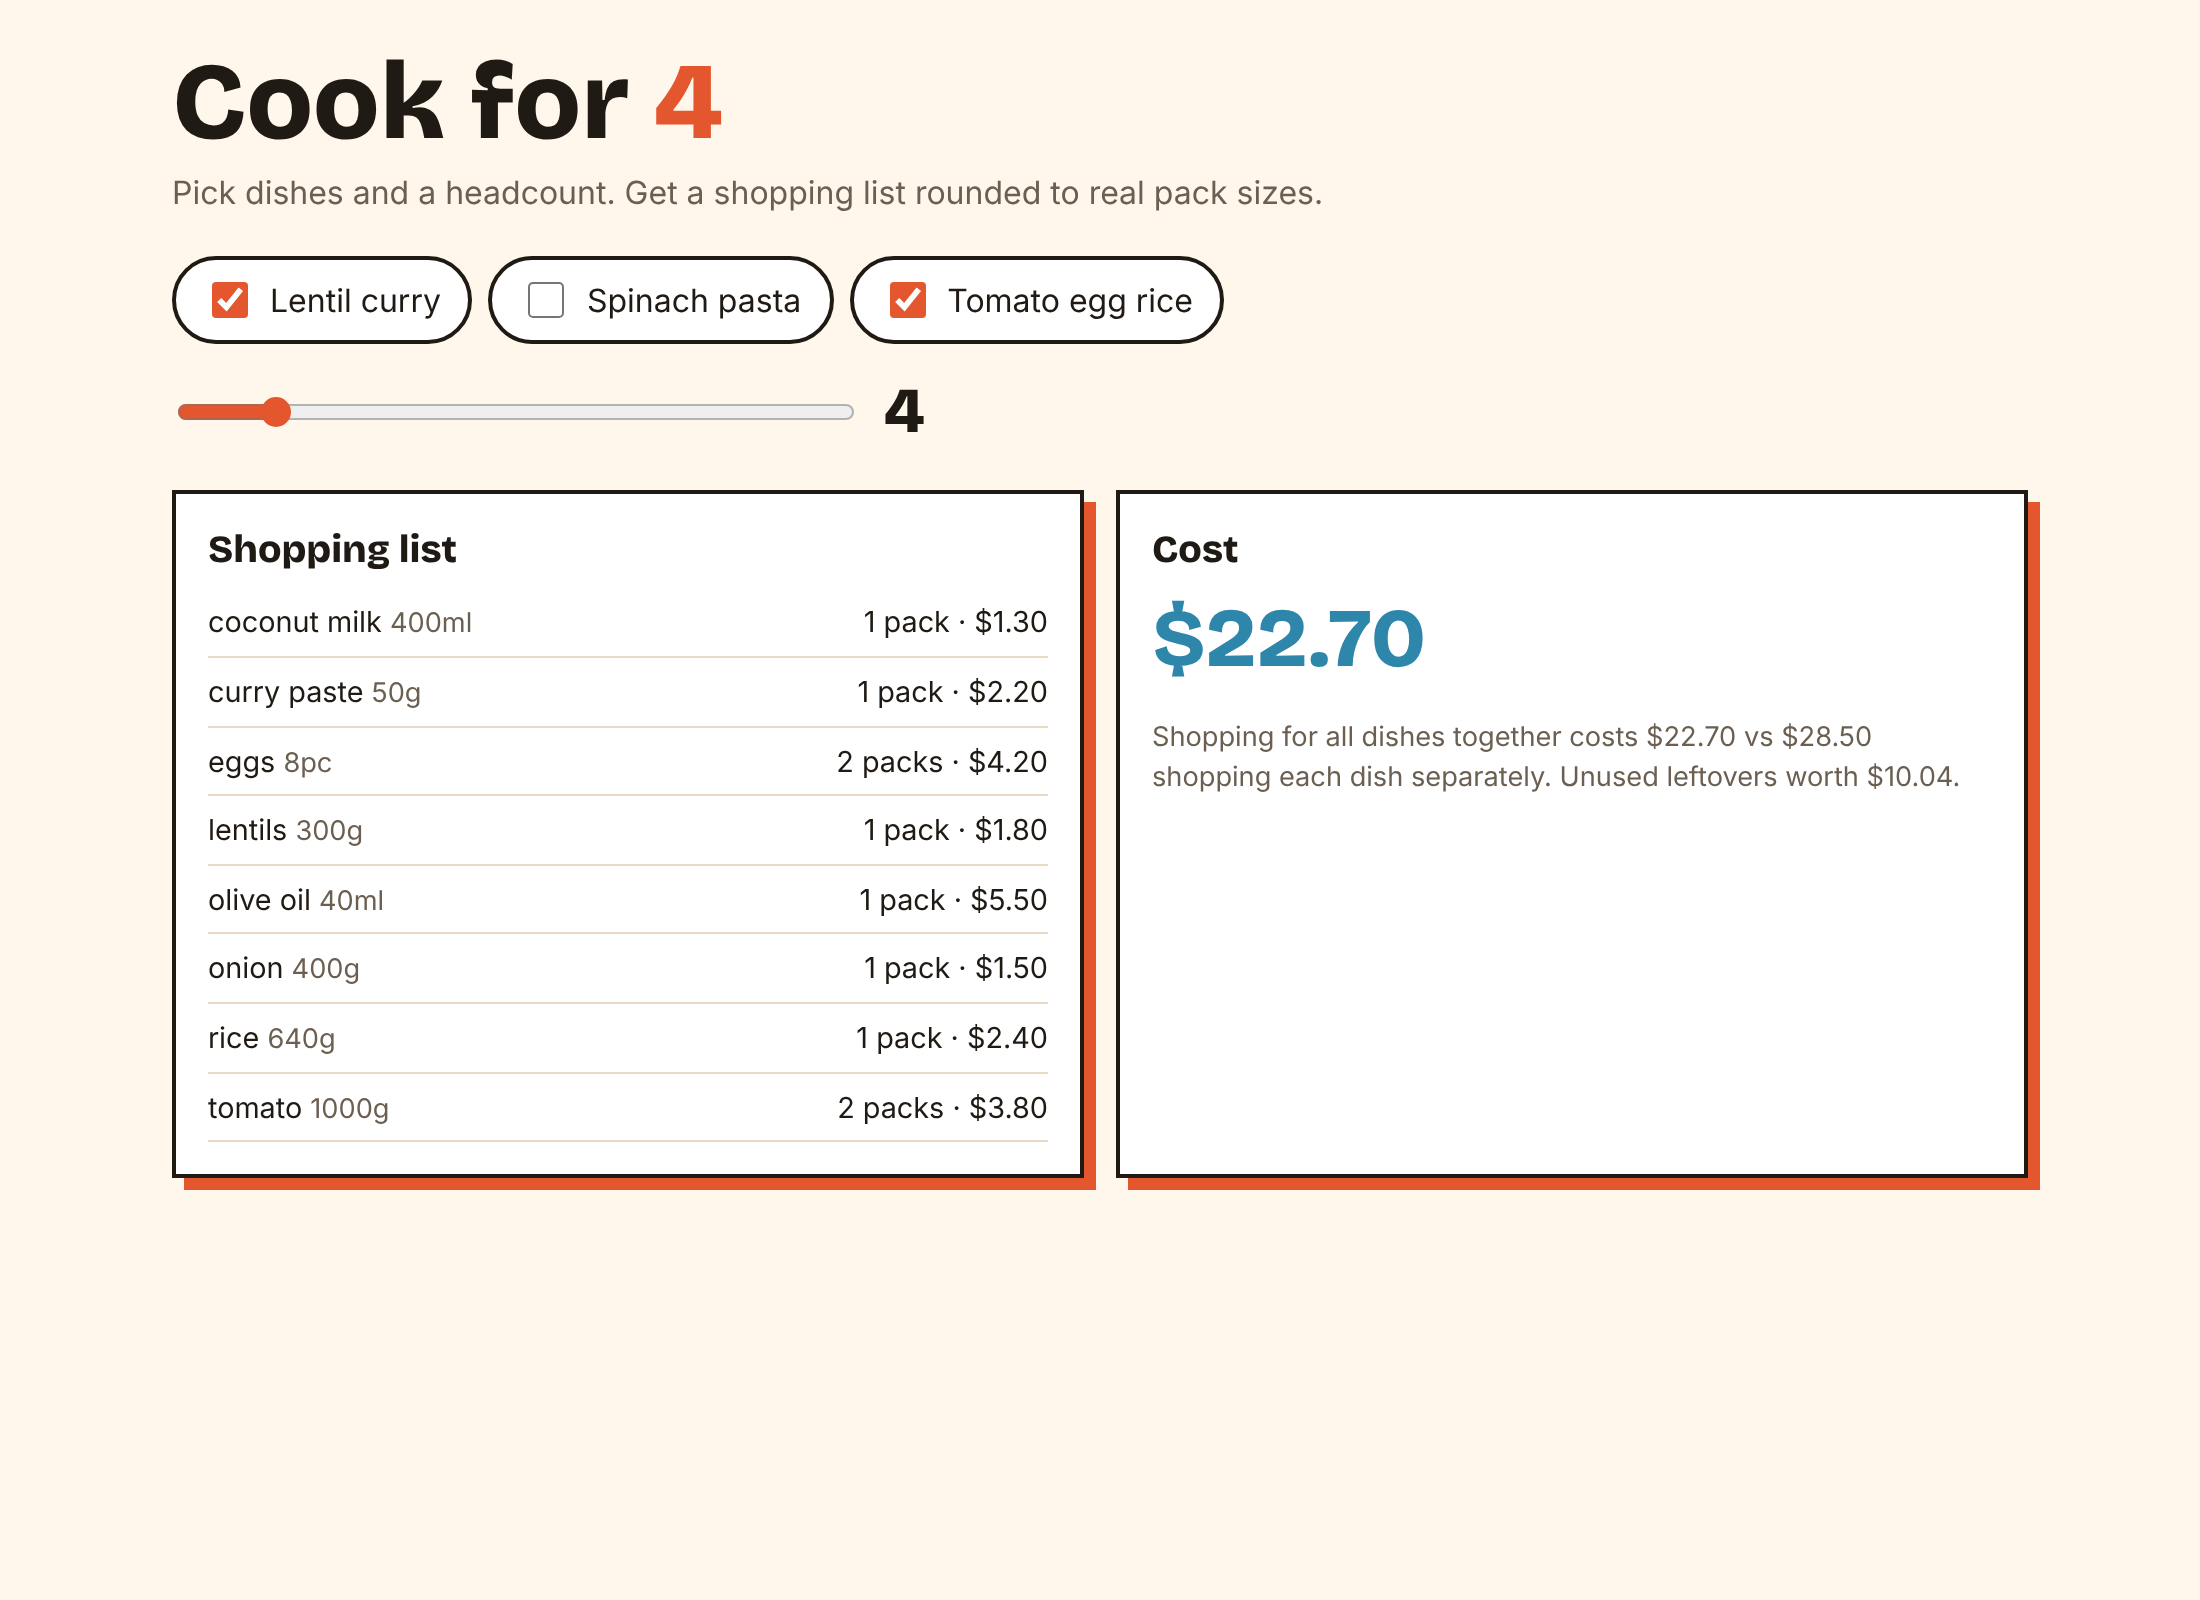 Cook for 4
Pick dishes and a headcount. Get a shopping list rounded to real pack sizes.
Lentil curry
Spinach pasta
Tomato egg rice
4
Shopping list
coconut milk 400ml 1 pack · $1.30
curry paste 50g 1 pack · $2.20
eggs 8pc 2 packs · $4.20
lentils 300g 1 pack · $1.80
olive oil 40ml 1 pack · $5.50
onion 400g 1 pack · $1.50
rice 640g 1 pack · $2.40
tomato 1000g 2 packs · $3.80
Cost
$22.70
Shopping for all dishes together costs $22.70 vs $28.50
shopping each dish separately. Unused leftovers worth $10.04.